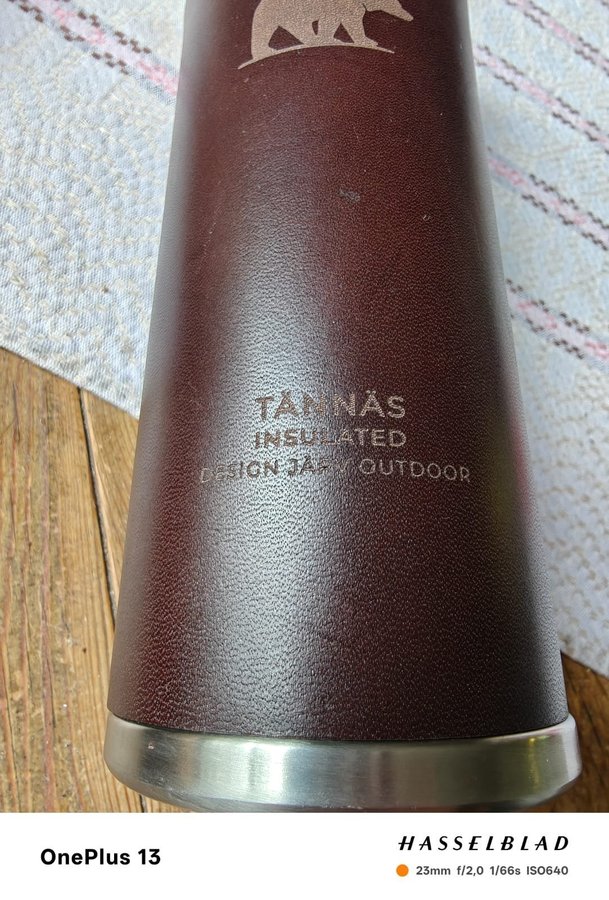 TÄNNÄS
INSULATED
DESIGN JÄRV OUTDOOR
OnePlus 13
HASSELBLAD
23mm f/2,0 1/66s ISO640